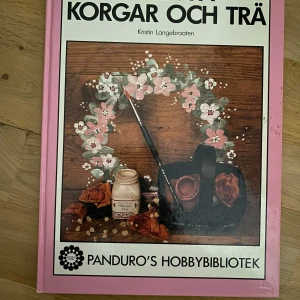 KORGAR OCH TRÄ
Kristin Langebraaten
PANDURO'S HOBBYBIBLIOTEK